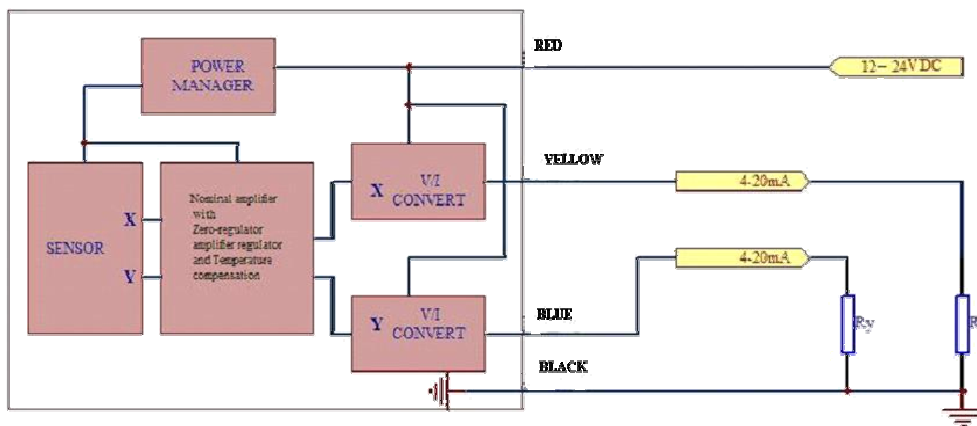 RED
POWER
MANAGER
12– 24VDC
YELLOW
V/I
X
CONVERT
4-20mA
Nominal amplifier
with
Zero-regulator
amplifier regulator
and Temperature
compensation
X
SENSOR
Y
4-20mA
V/I
Y
CONVERT
BLUE
Ry
R
BLACK